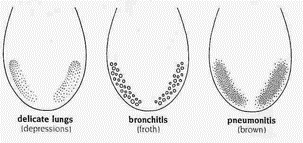 delicate lungs
(depressions)
bronchitis
(froth)
pneumonitis
(brown)